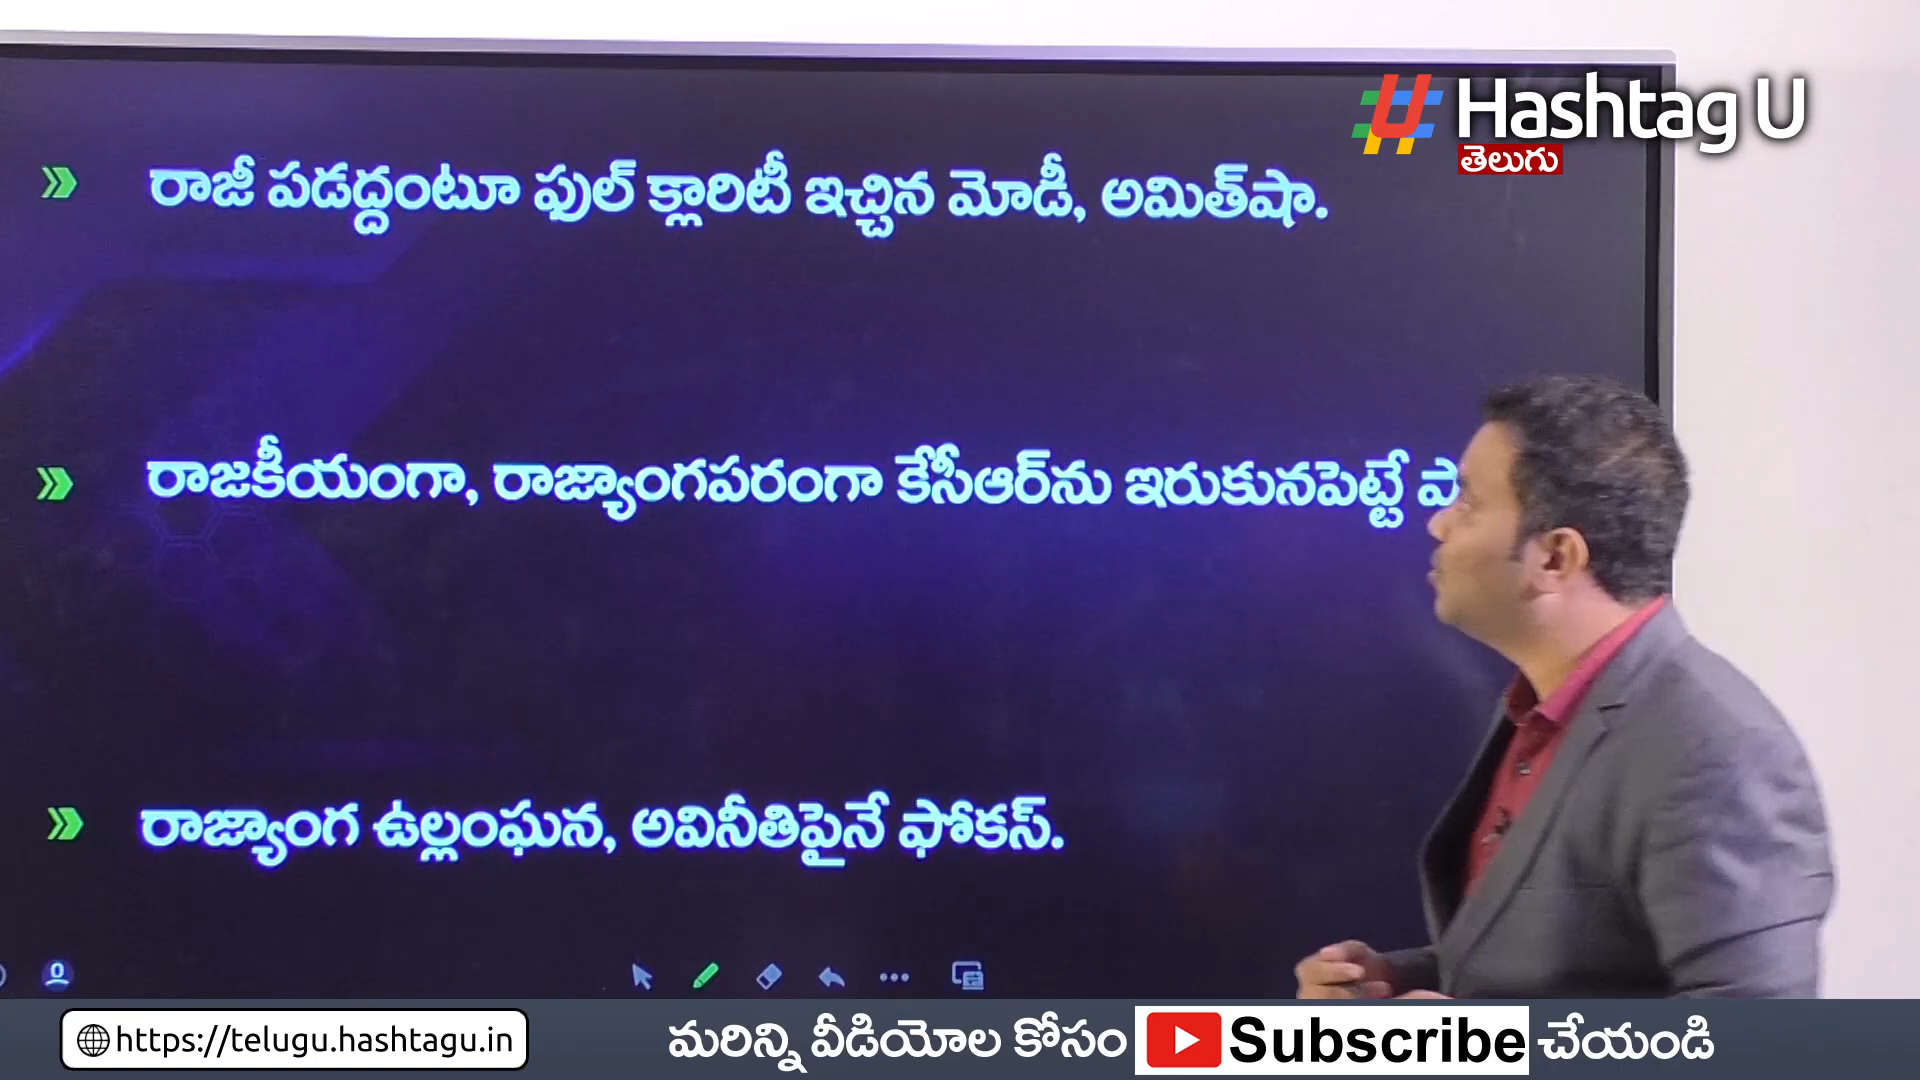 Hashtag U
తెలుగు
రాజీ పడద్దంటూ ఫుల్ క్లారిటీ ఇచ్చిన మోడీ, అమిత్‌షా.
రాజకీయంగా, రాజ్యాంగపరంగా కేసీఆర్‌ను ఇరుకునపెట్టే
రాజ్యాంగ ఉల్లంఘన, అవినీతిపైనే ఫోకస్.
https://telugu.hashtagu.in
మరిన్ని వీడియోల కోసం Subscribe చేయండి